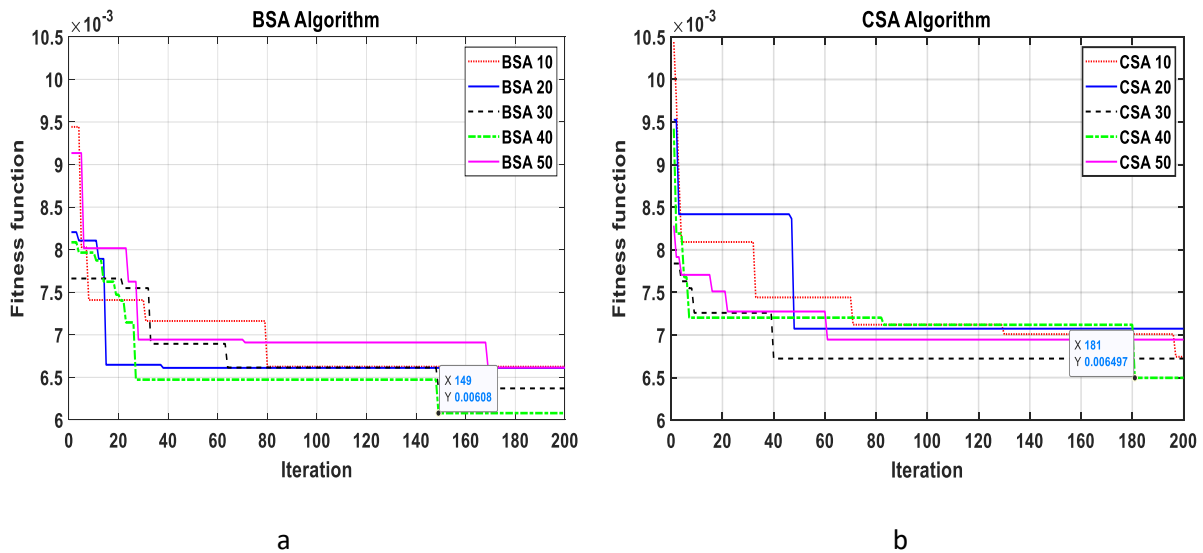 BSA Algorithm
×10⁻³
10.5
10
9.5
9
8.5
8
7.5
7
6.5
6
Fitness function
0 20 40 60 80 100 120 140 160 180 200
Iteration
BSA 10
BSA 20
BSA 30
BSA 40
BSA 50
X 149
Y 0.00608
a
CSA Algorithm
×10⁻³
10.5
10
9.5
9
8.5
8
7.5
7
6.5
6
Fitness function
0 20 40 60 80 100 120 140 160 180 200
Iteration
CSA 10
CSA 20
CSA 30
CSA 40
CSA 50
X 181
Y 0.006497
b